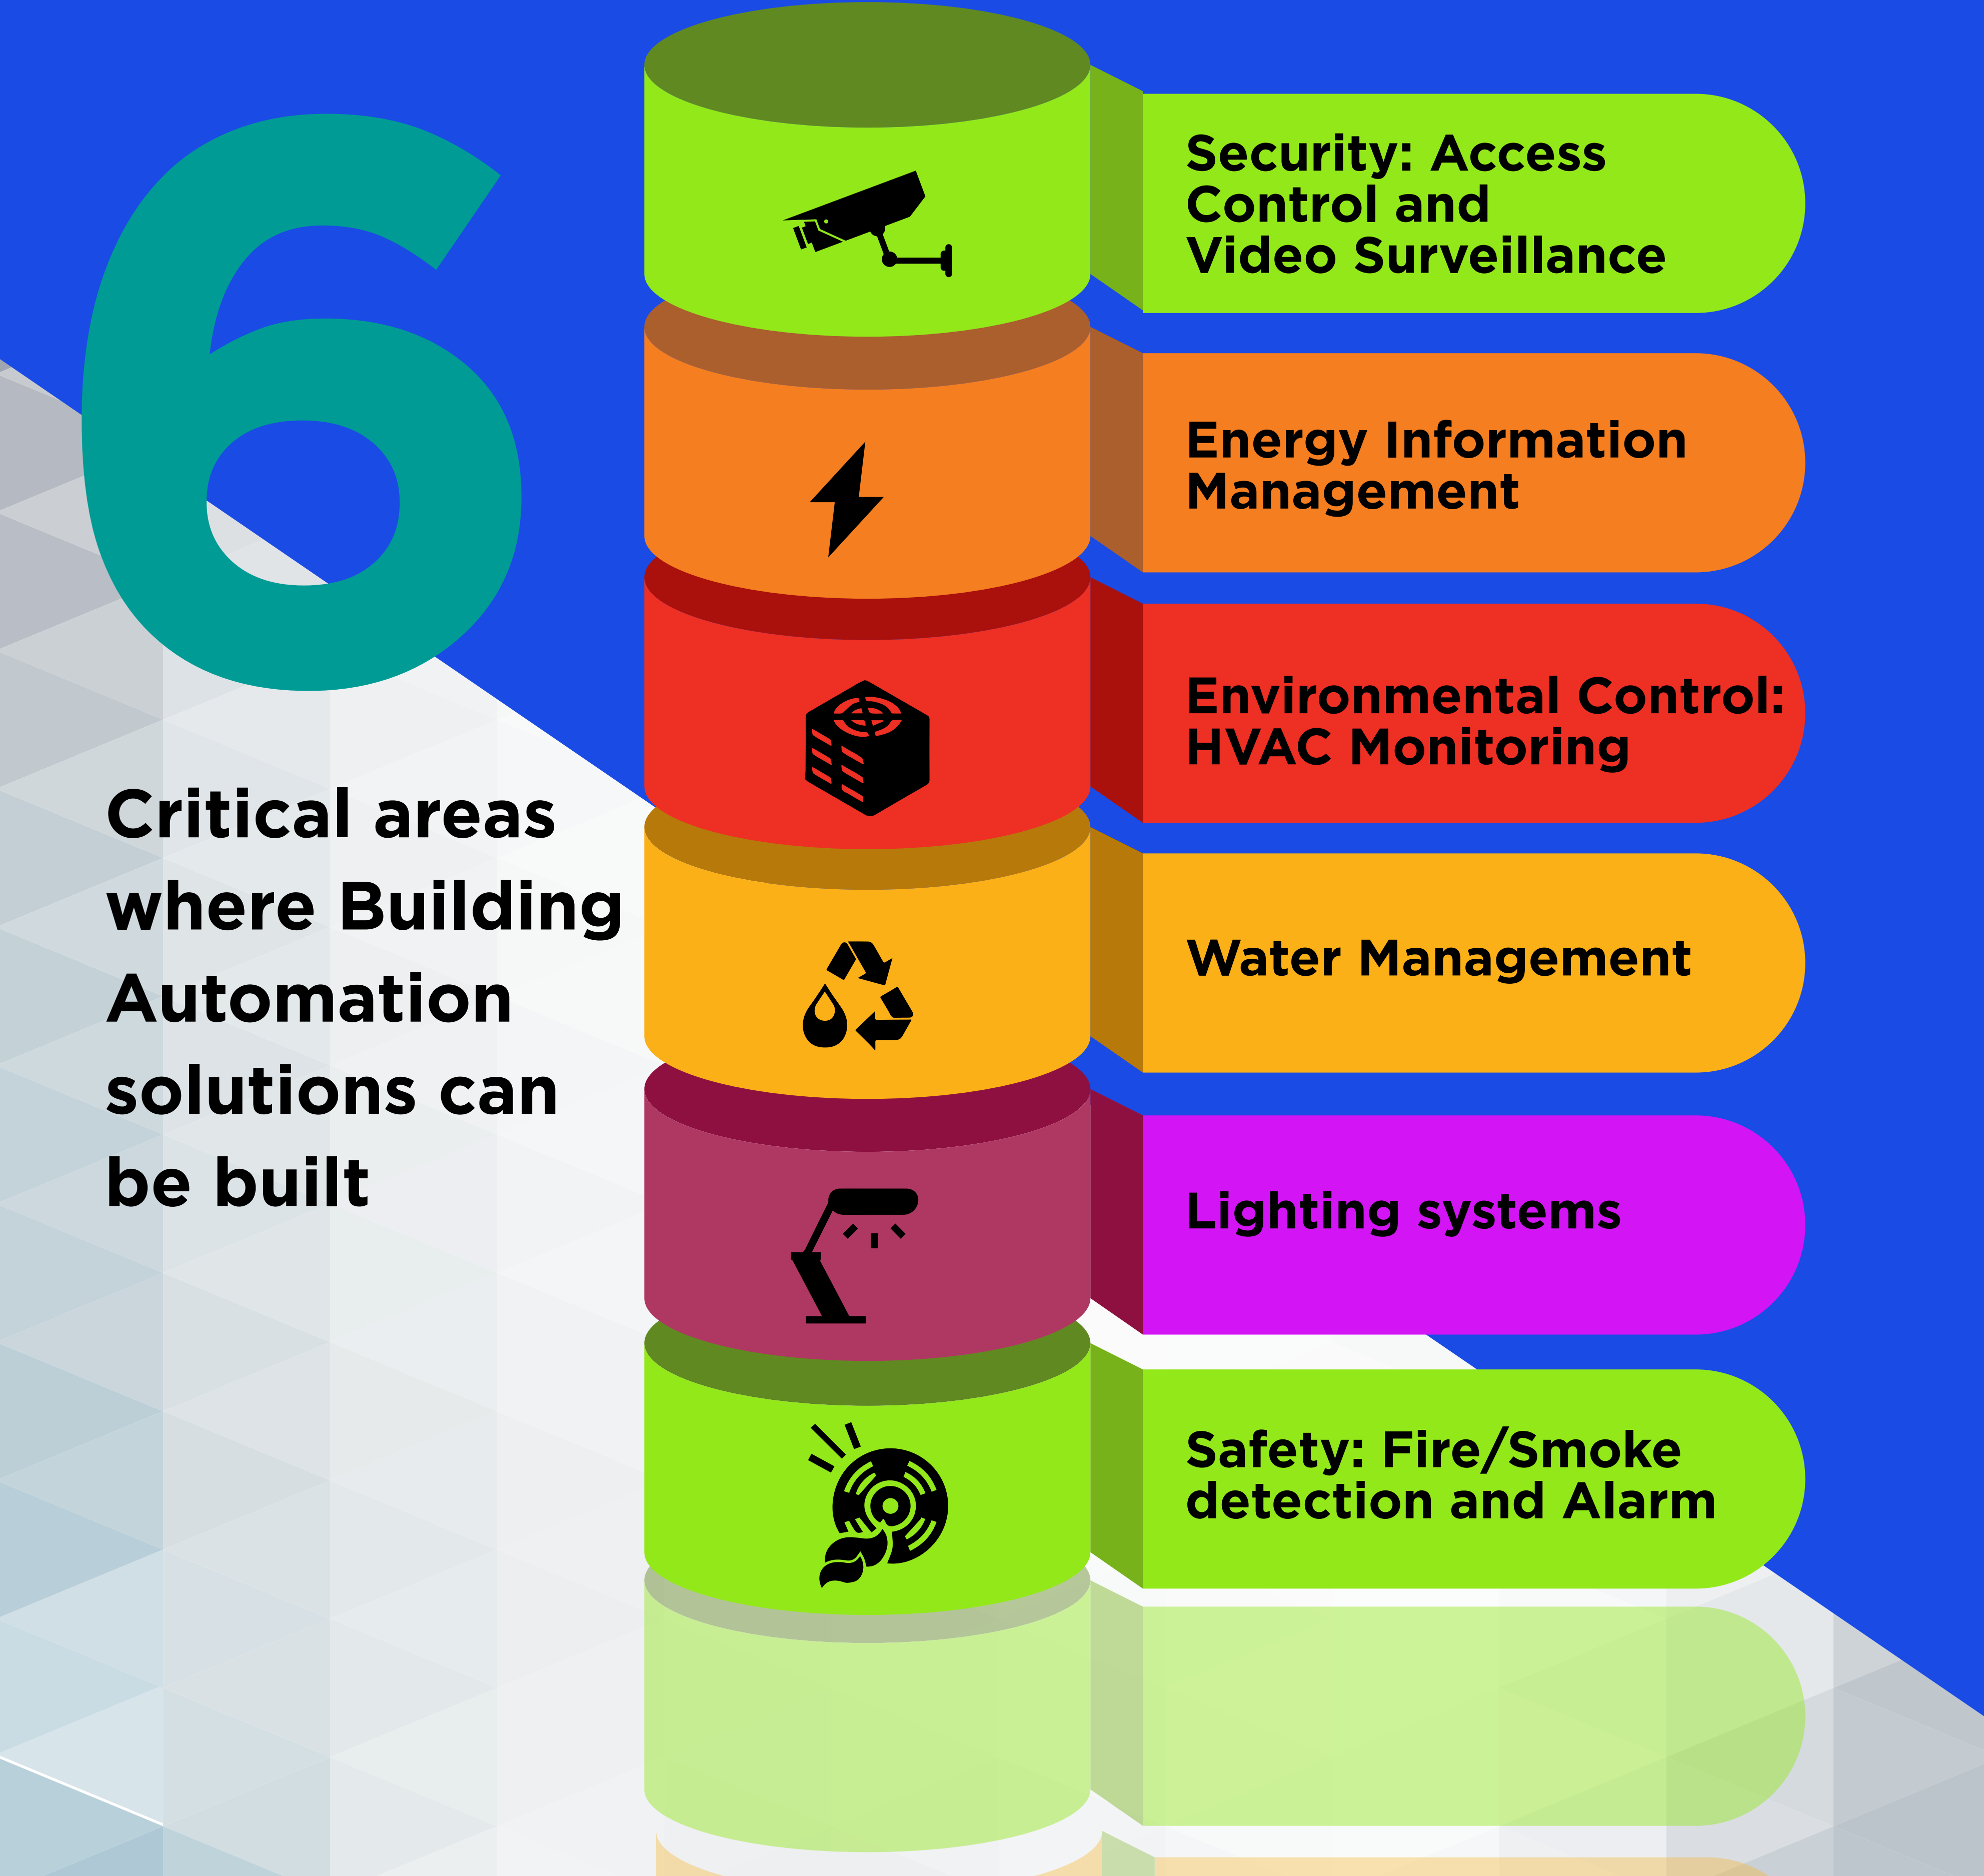 6
Critical areas
where Building
Automation
solutions can
be built
Security: Access
Control and
Video Surveillance
Energy Information
Management
Environmental Control:
HVAC Monitoring
Water Management
Lighting systems
Safety: Fire/Smoke
detection and Alarm